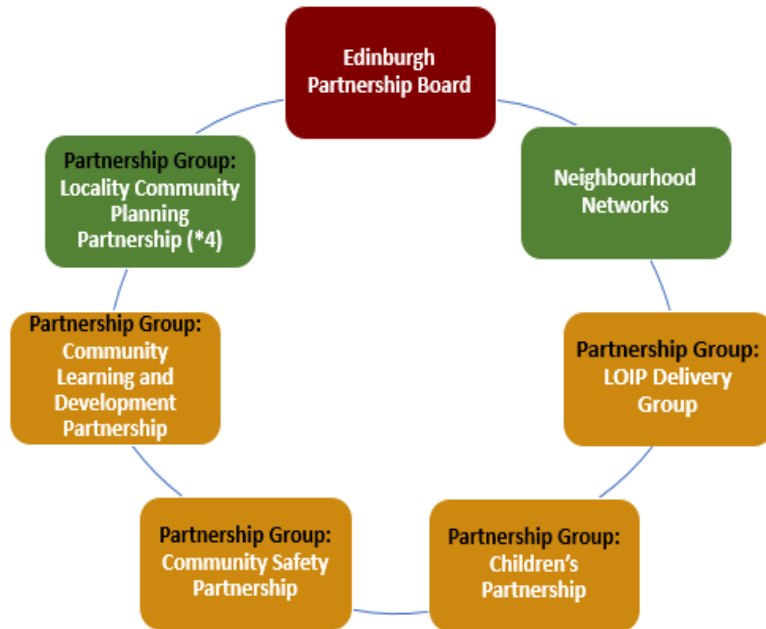 Edinburgh
Partnership Board
Neighbourhood
Networks
Partnership Group:
LOIP Delivery
Group
Partnership Group:
Children's
Partnership
Partnership Group:
Community Safety
Partnership
Partnership Group:
Community
Learning and
Development
Partnership
Partnership Group:
Locality Community
Planning
Partnership (*4)